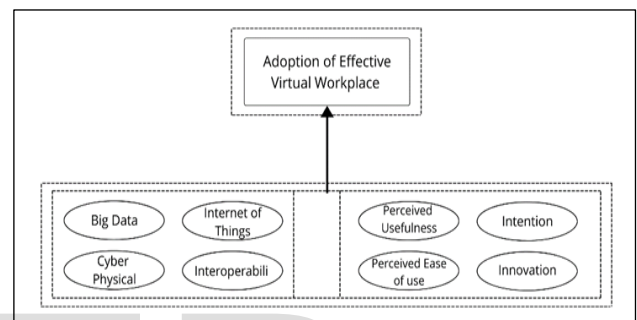 Adoption of Effective
Virtual Workplace
Big Data
Internet of
Things
Cyber
Physical
Interoperabili
Perceived
Usefulness
Intention
Perceived Ease
of use
Innovation